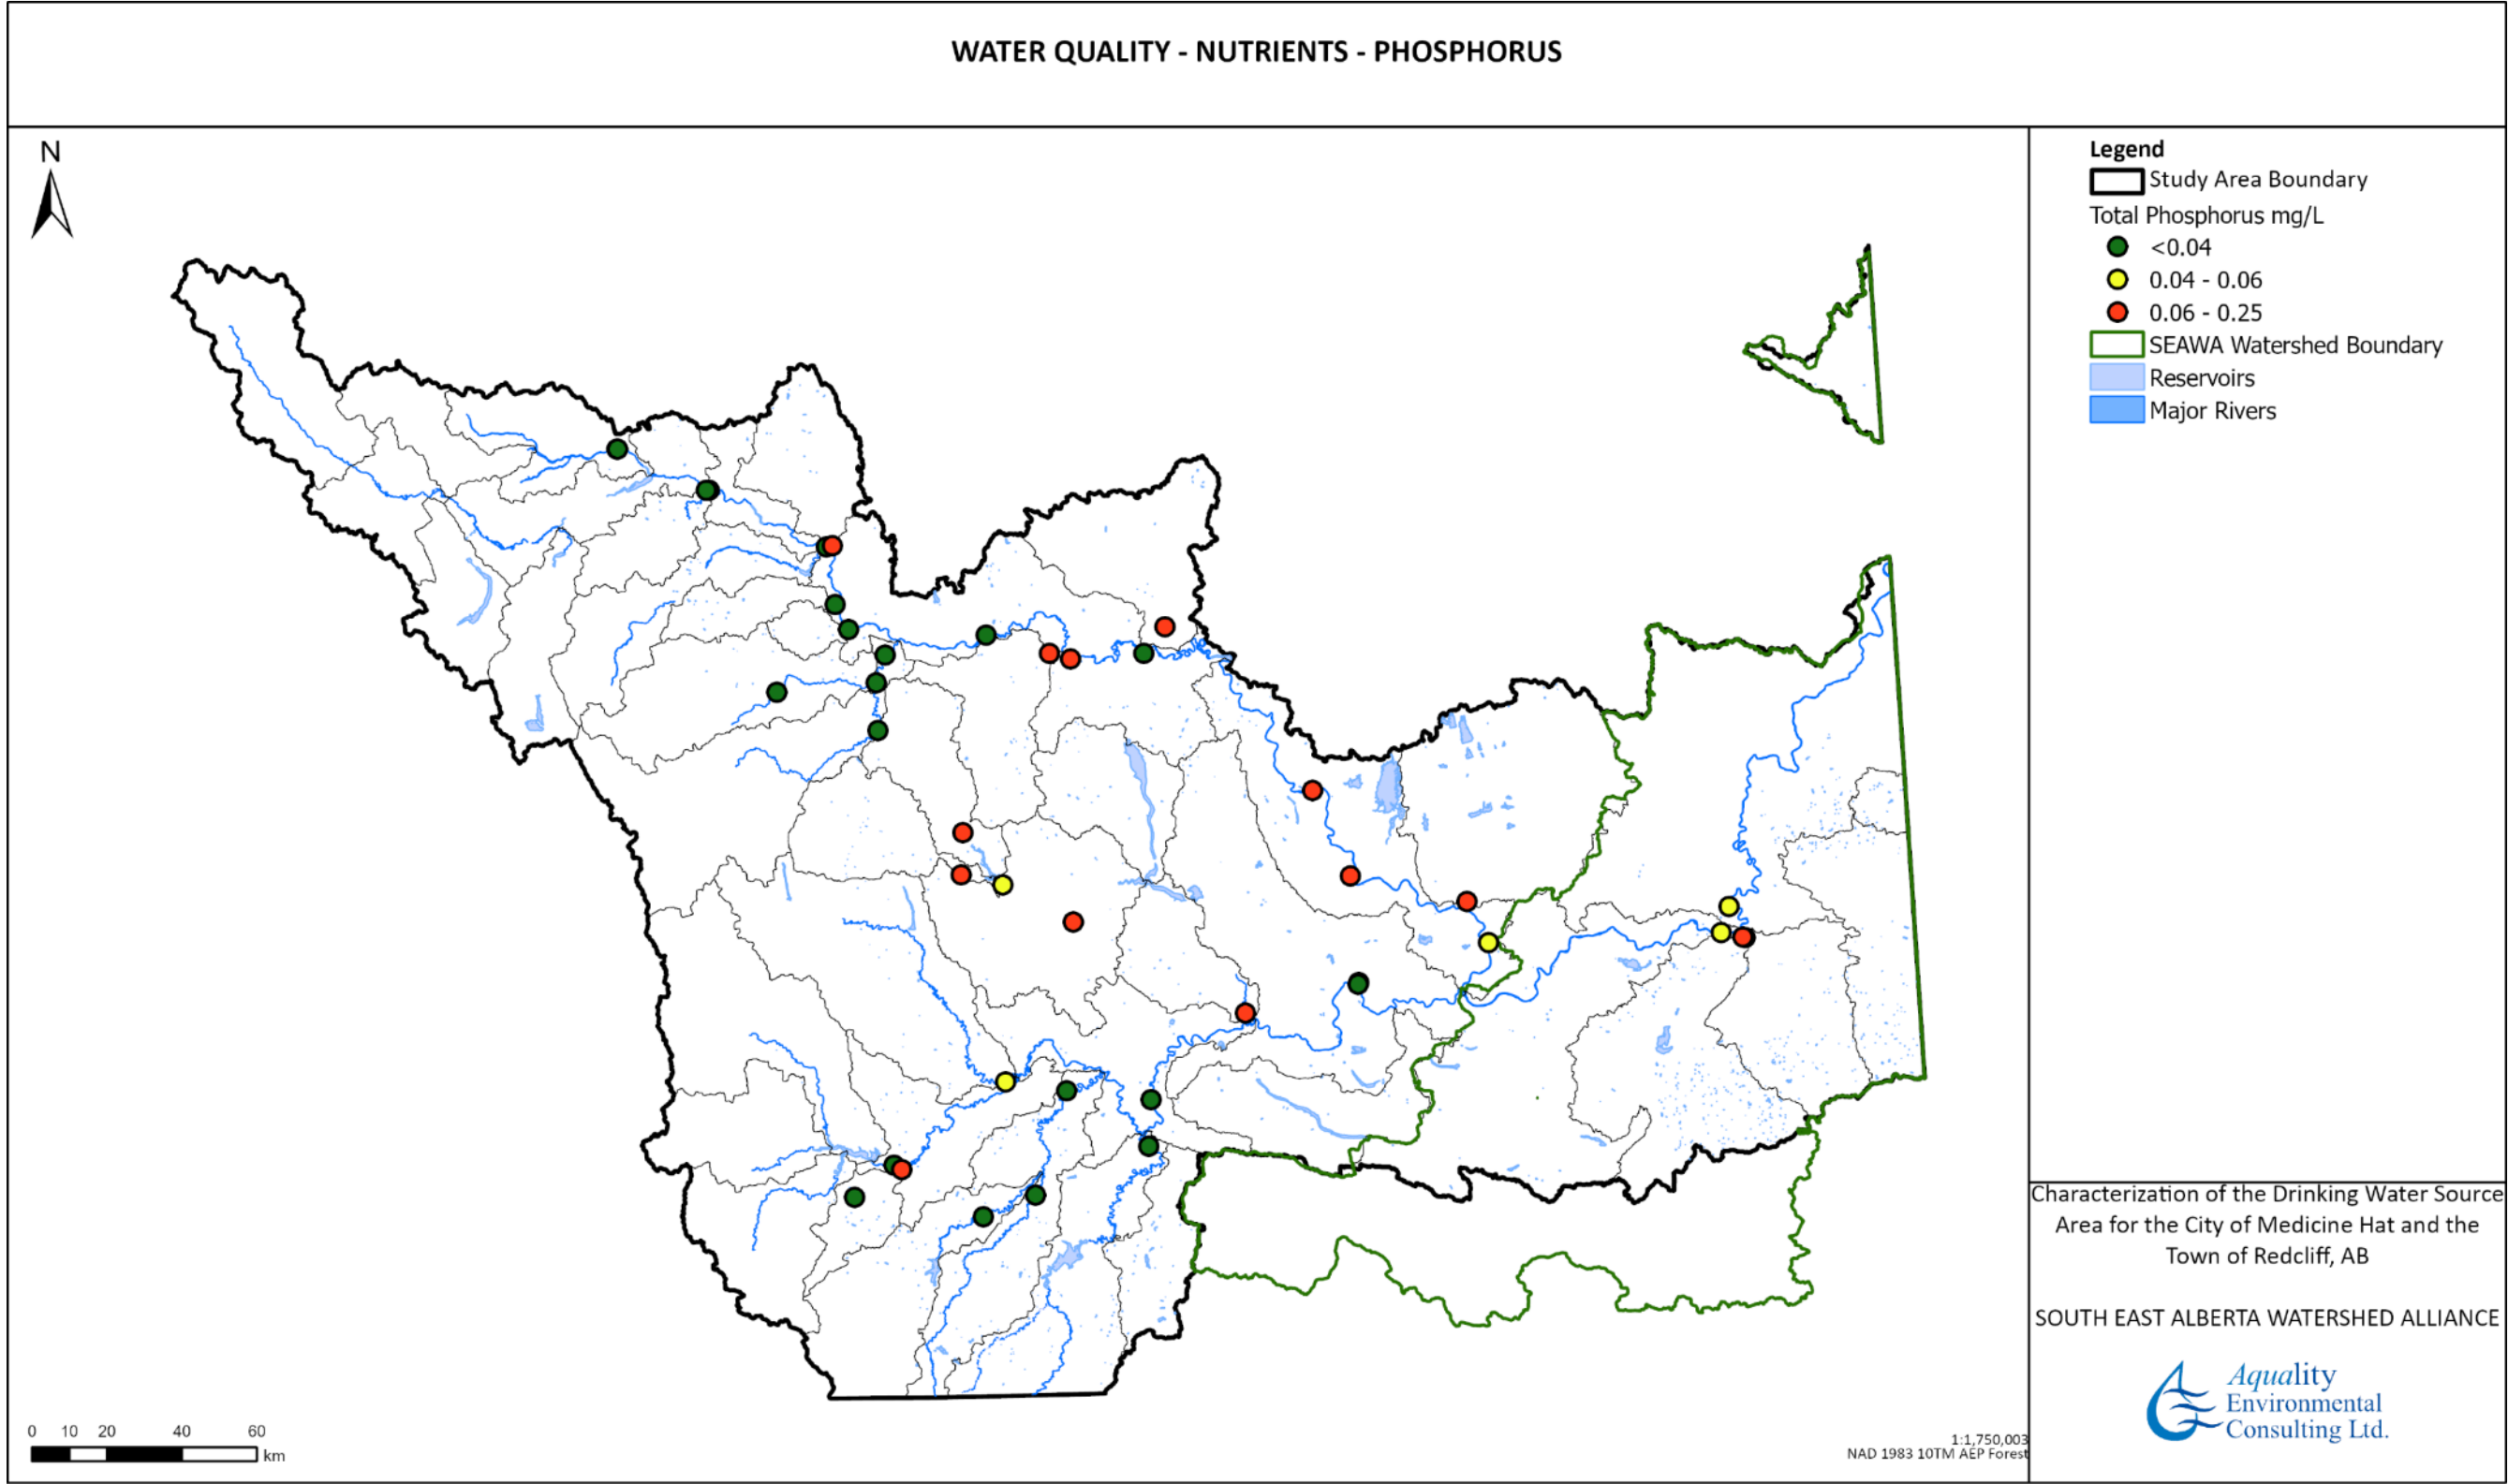 WATER QUALITY - NUTRIENTS - PHOSPHORUS
N
Legend
Study Area Boundary
Total Phosphorus mg/L
<0.04
0.04 - 0.06
0.06 - 0.25
SEAWA Watershed Boundary
Reservoirs
Major Rivers
Characterization of the Drinking Water Source
Area for the City of Medicine Hat and the
Town of Redcliff, AB
SOUTH EAST ALBERTA WATERSHED ALLIANCE
Aquality
Environmental
Consulting Ltd.
0 10 20 40 60
km
1:1,750,003
NAD 1983 10TM AEP Forest